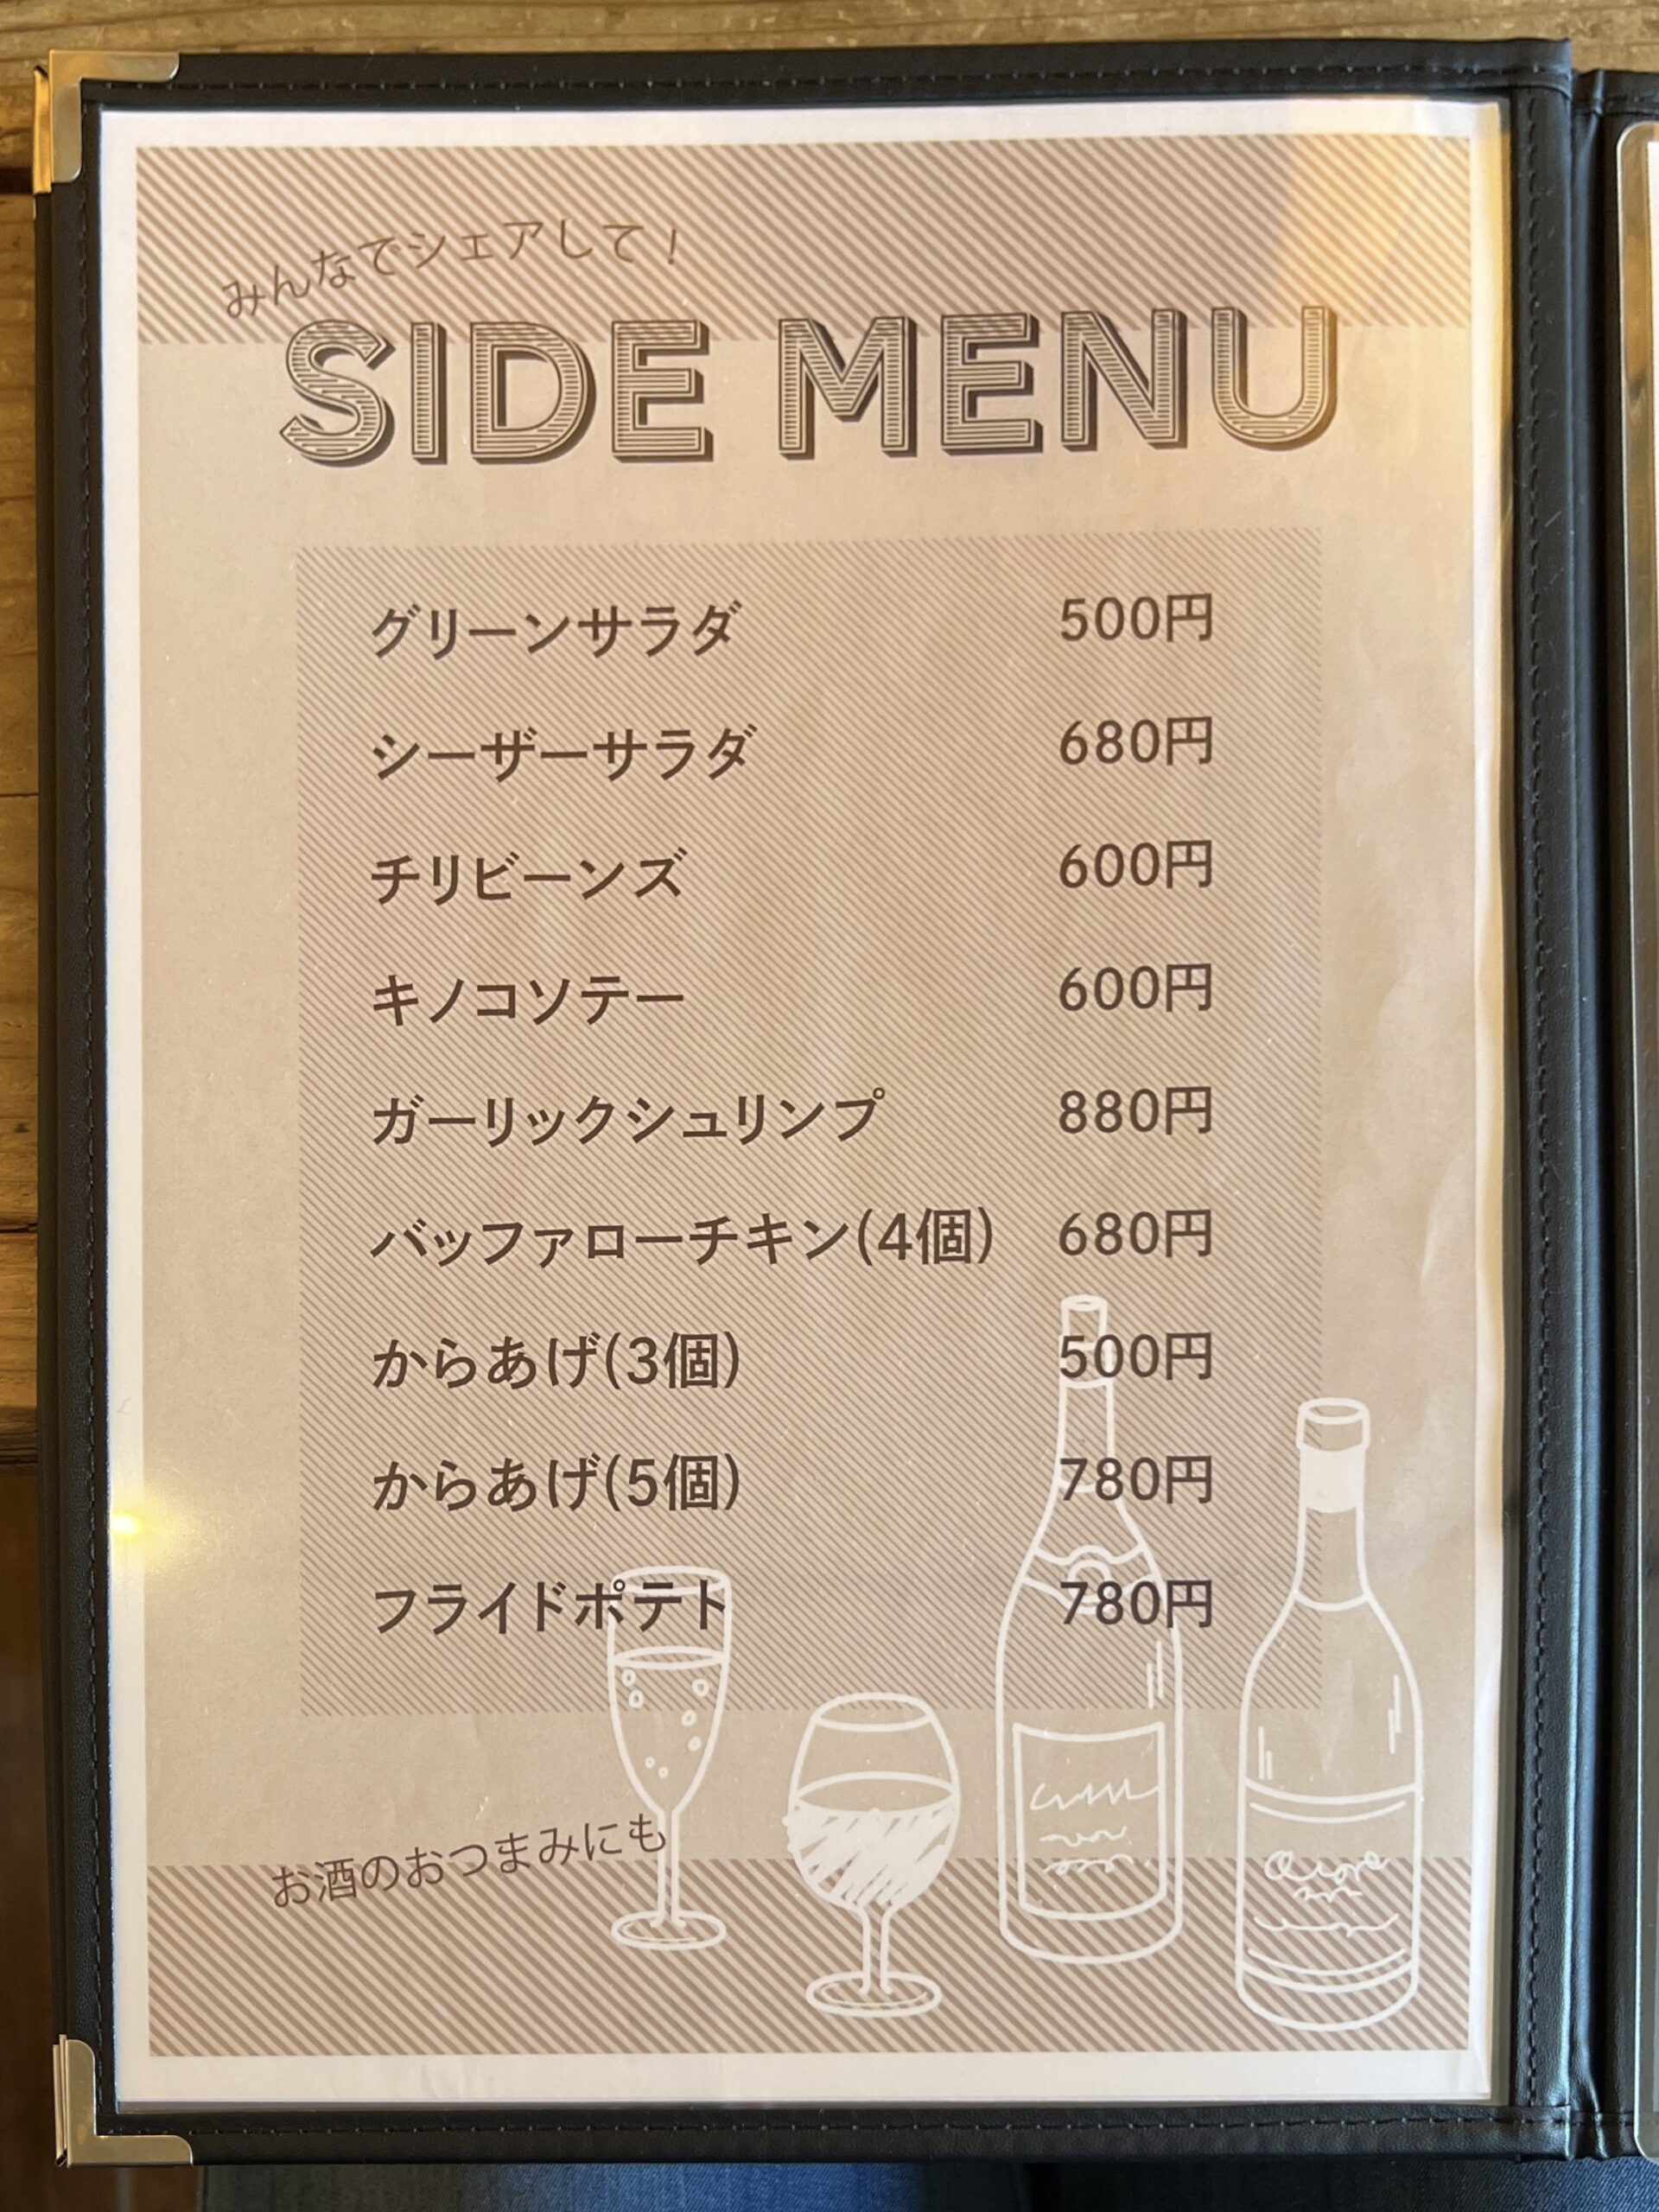 みんなでシェアして！
SIDE MENU
グリーンサラダ 500円
シーザーサラダ 680円
チリビーンズ 600円
キノコソテー 600円
ガーリックシュリンプ 880円
バッファローチキン(4個) 680円
からあげ(3個) 500円
からあげ(5個) 780円
フライドポテト 780円
お酒のおつまみにも